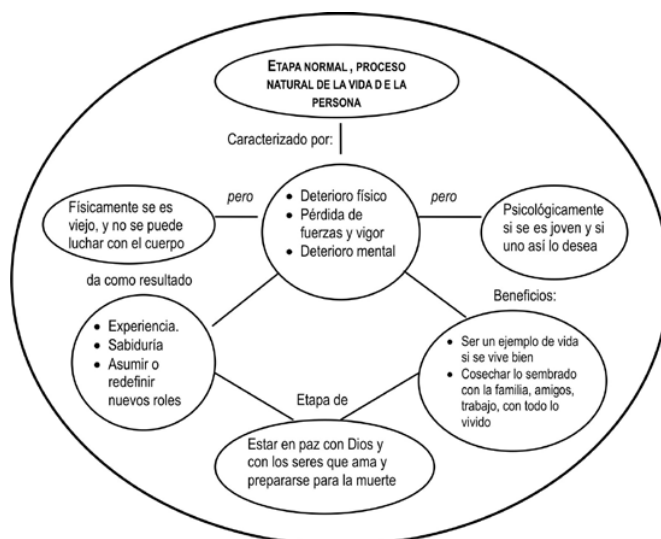 ETAPA NORMAL, PROCESO
NATURAL DE LA VIDA D E LA
PERSONA
Caracterizado por:
pero
pero
Físicamente se es
viejo, y no se puede
luchar con el cuerpo
• Deterioro físico
• Pérdida de
fuerzas y vigor
• Deterioro mental
Psicológicamente
si se es joven y si
uno así lo desea
da como resultado
Beneficios:
• Experiencia.
• Sabiduría
• Asumir o
redefinir
nuevos roles
• Ser un ejemplo de vida
si se vive bien
• Cosechar lo sembrado
con la familia, amigos,
trabajo, con todo lo
vivido
Etapa de
Estar en paz con Dios y
con los seres que ama y
prepararse para la muerte